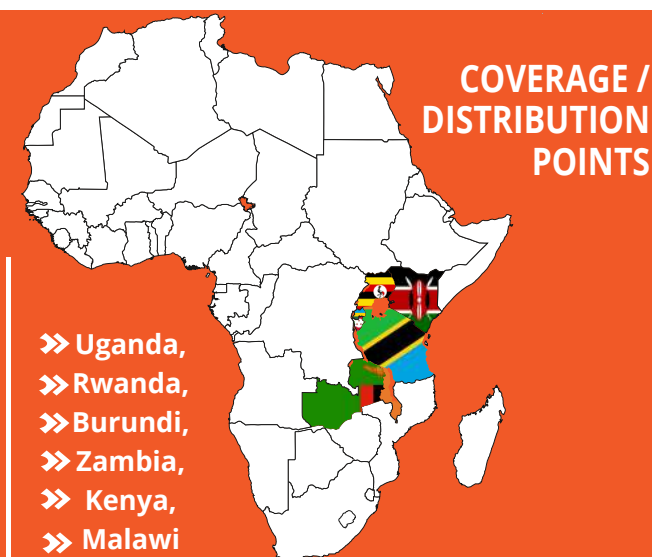 COVERAGE /
DISTRIBUTION
POINTS
Uganda,
Rwanda,
Burundi,
Zambia,
Kenya,
Malawi